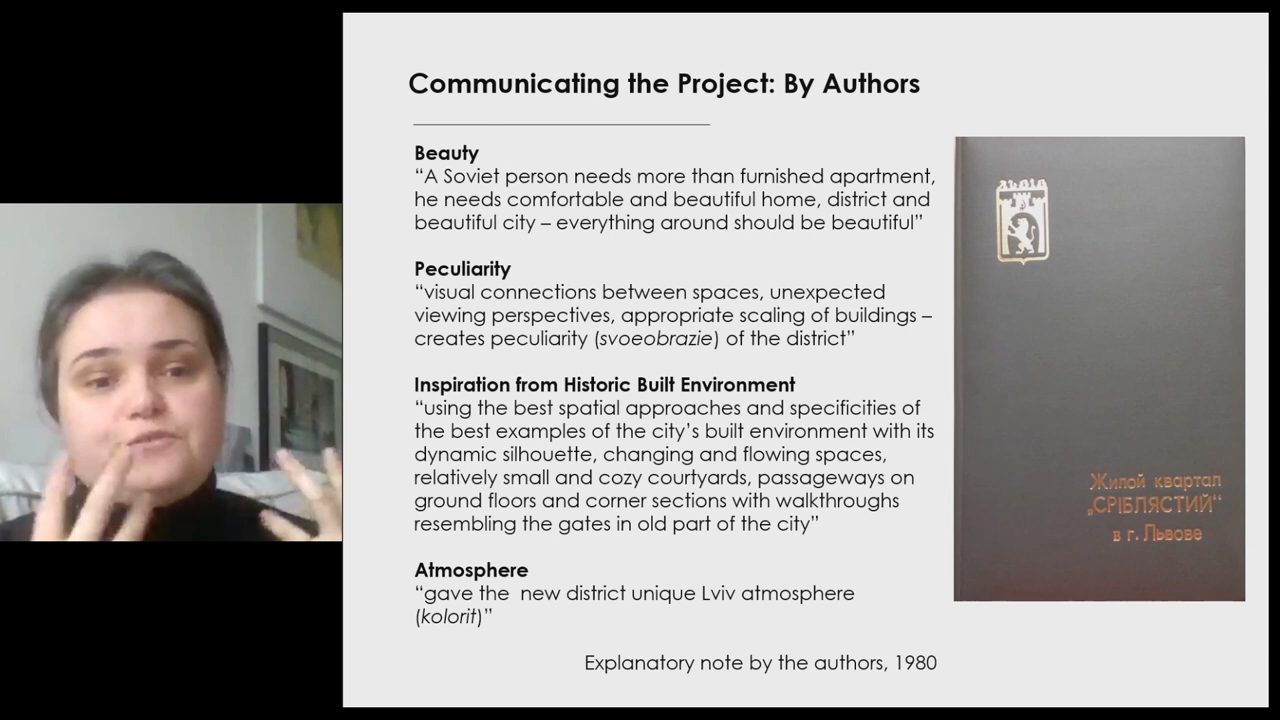 Communicating the Project: By Authors
Beauty
“A Soviet person needs more than furnished apartment,
he needs comfortable and beautiful home, district and
beautiful city – everything around should be beautiful”
Peculiarity
“visual connections between spaces, unexpected
viewing perspectives, appropriate scaling of buildings –
creates peculiarity (svoeobrazie) of the district”
Inspiration from Historic Built Environment
“using the best spatial approaches and specificities of
the best examples of the city’s built environment with its
dynamic silhouette, changing and flowing spaces,
relatively small and cozy courtyards, passageways on
ground floors and corner sections with walkthroughs
resembling the gates in old part of the city”
Atmosphere
“gave the  new district unique Lviv atmosphere
(kolorit)”
Explanatory note by the authors, 1980
Жилой квартал
„СРІБЛЯСТИЙ“
в г. Львове